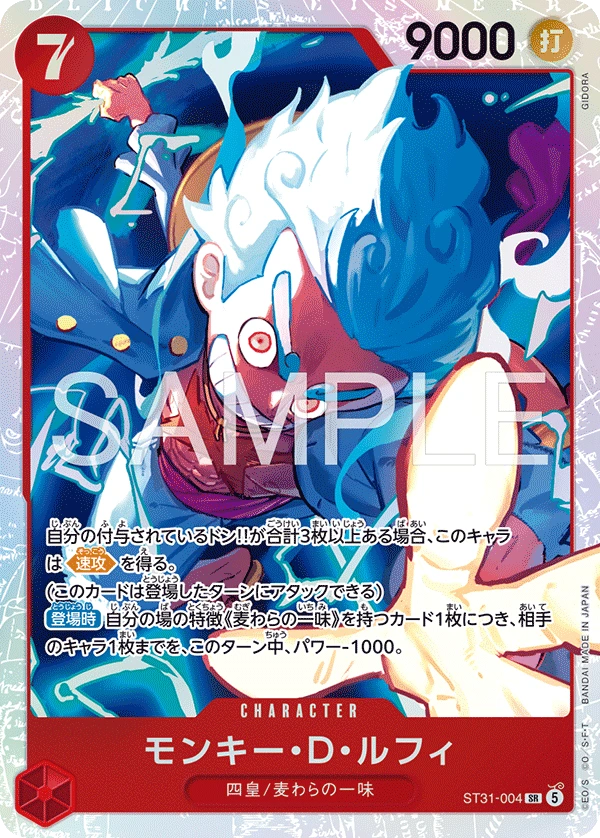 BLICHES EISMEER
7
9000
打
GIDORA
SAMPLE
自分の付与されているドン!!が合計3枚以上ある場合、このキャラ
は 速攻 を得る。
(このカードは登場したターンにアタックできる)
登場時 自分の場の特徴《麦わらの一味》を持つカード1枚につき、相手
のキャラ1枚までを、このターン中、パワー-1000。
©E.O/S ©O/S・F・T BANDAI MADE IN JAPAN
CHARACTER
モンキー・D・ルフィ
四皇/麦わらの一味
ST31-004 SR 5